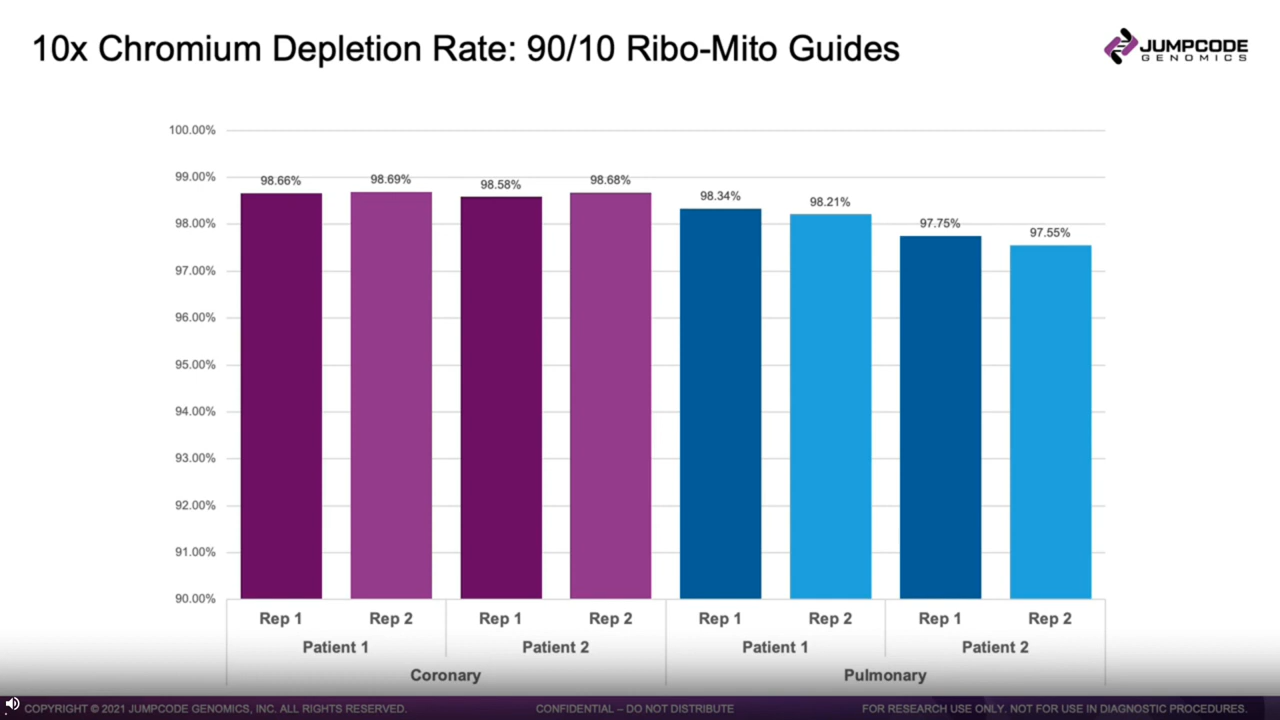 10x Chromium Depletion Rate: 90/10 Ribo-Mito Guides
JUMPCODE
GENOMICS
100.00%
99.00%
98.00%
97.00%
96.00%
95.00%
94.00%
93.00%
92.00%
91.00%
90.00%
98.66%
98.69%
98.58%
98.68%
98.34%
98.21%
97.75%
97.55%
Rep 1 Rep 2 Rep 1 Rep 2 Rep 1 Rep 2 Rep 1 Rep 2
Patient 1 Patient 2 Patient 1 Patient 2
Coronary Pulmonary
COPYRIGHT © 2021 JUMPCODE GENOMICS, INC. ALL RIGHTS RESERVED. CONFIDENTIAL – DO NOT DISTRIBUTE FOR RESEARCH USE ONLY. NOT FOR USE IN DIAGNOSTIC PROCEDURES.